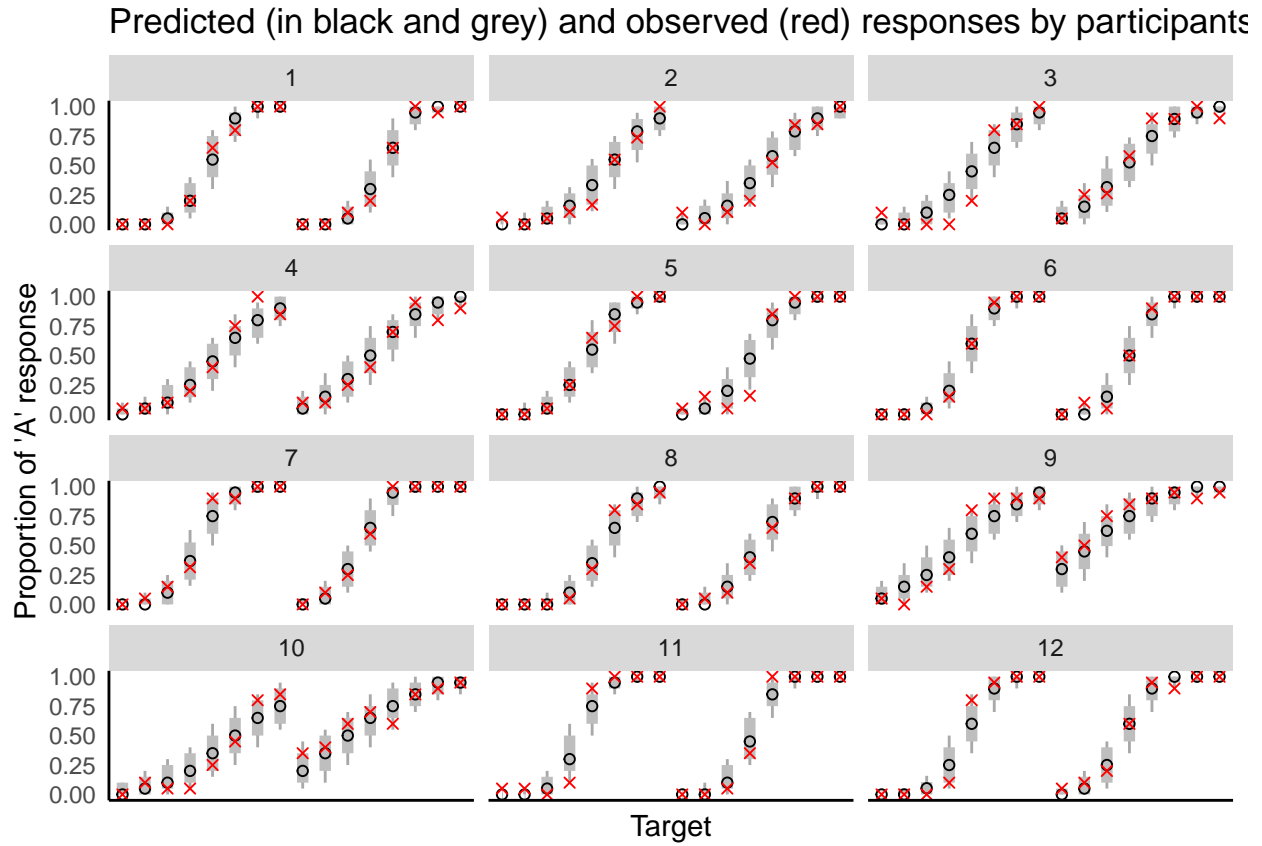 Predicted (in black and grey) and observed (red) responses by participants
1 2 3
1.00
0.75
0.50
0.25
0.00
4 5 6
1.00
0.75
0.50
0.25
0.00
7 8 9
1.00
0.75
0.50
0.25
0.00
10 11 12
1.00
0.75
0.50
0.25
0.00
Proportion of 'A' response
Target